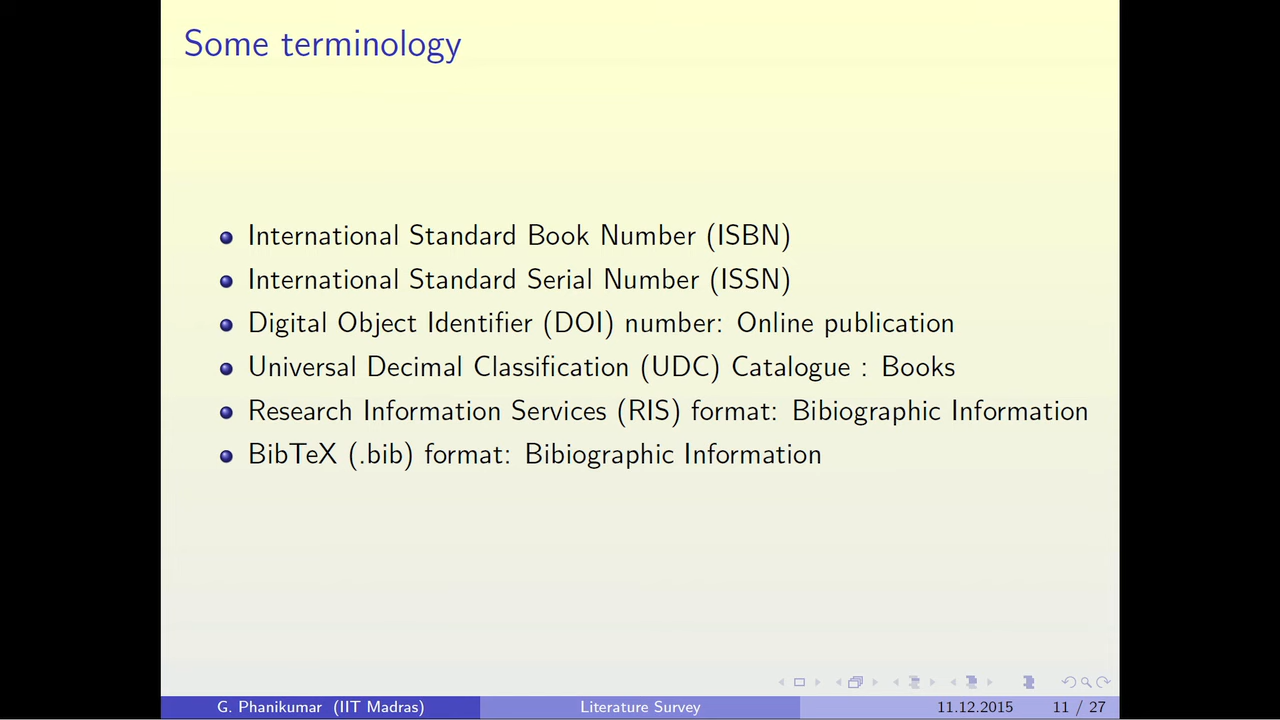 Some terminology
International Standard Book Number (ISBN)
International Standard Serial Number (ISSN)
Digital Object Identifier (DOI) number: Online publication
Universal Decimal Classification (UDC) Catalogue : Books
Research Information Services (RIS) format: Bibiographic Information
BibTeX (.bib) format: Bibiographic Information
G. Phanikumar (IIT Madras) Literature Survey 11.12.2015 11 / 27